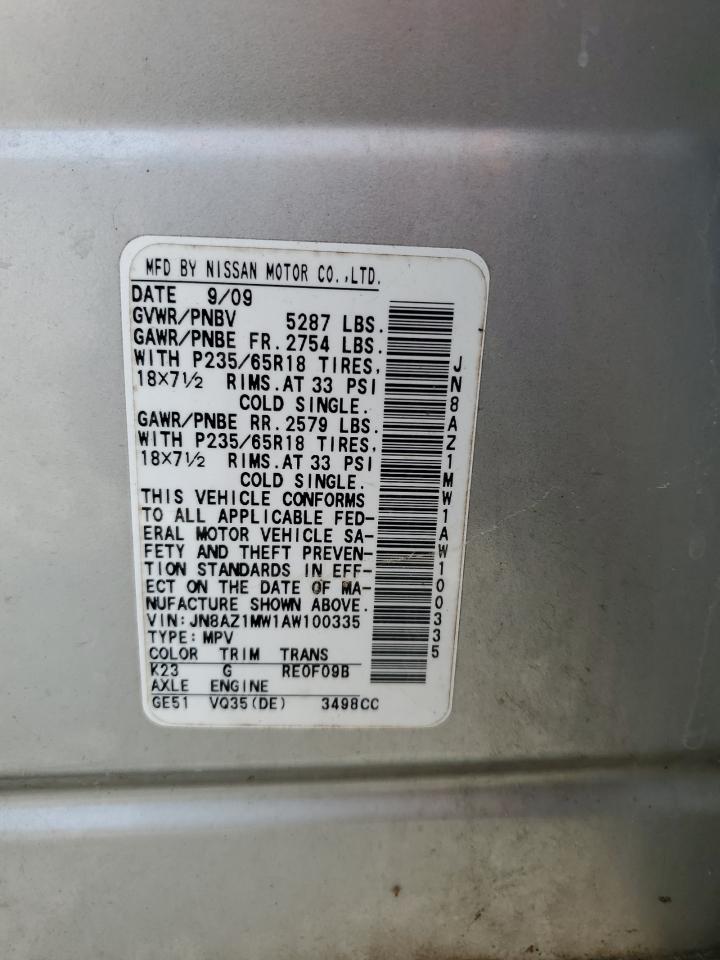 MFD BY NISSAN MOTOR CO.,LTD.
DATE 9/09
GVWR/PNBV 5287 LBS.
GAWR/PNBE FR. 2754 LBS.
WITH P235/65R18 TIRES,
18×7½ RIMS. AT 33 PSI
COLD SINGLE.
GAWR/PNBE RR. 2579 LBS.
WITH P235/65R18 TIRES,
18×7½ RIMS. AT 33 PSI
COLD SINGLE.
THIS VEHICLE CONFORMS
TO ALL APPLICABLE FED-
ERAL MOTOR VEHICLE SA-
FETY AND THEFT PREVEN-
TION STANDARDS IN EFF-
ECT ON THE DATE OF MA-
NUFACTURE SHOWN ABOVE.
VIN: JN8AZ1MW1AW100335
TYPE: MPV
COLOR TRIM TRANS
K23 G RE0F09B
AXLE ENGINE
GE51 VQ35(DE) 3498CC
JN8AZ1MW1AW100335